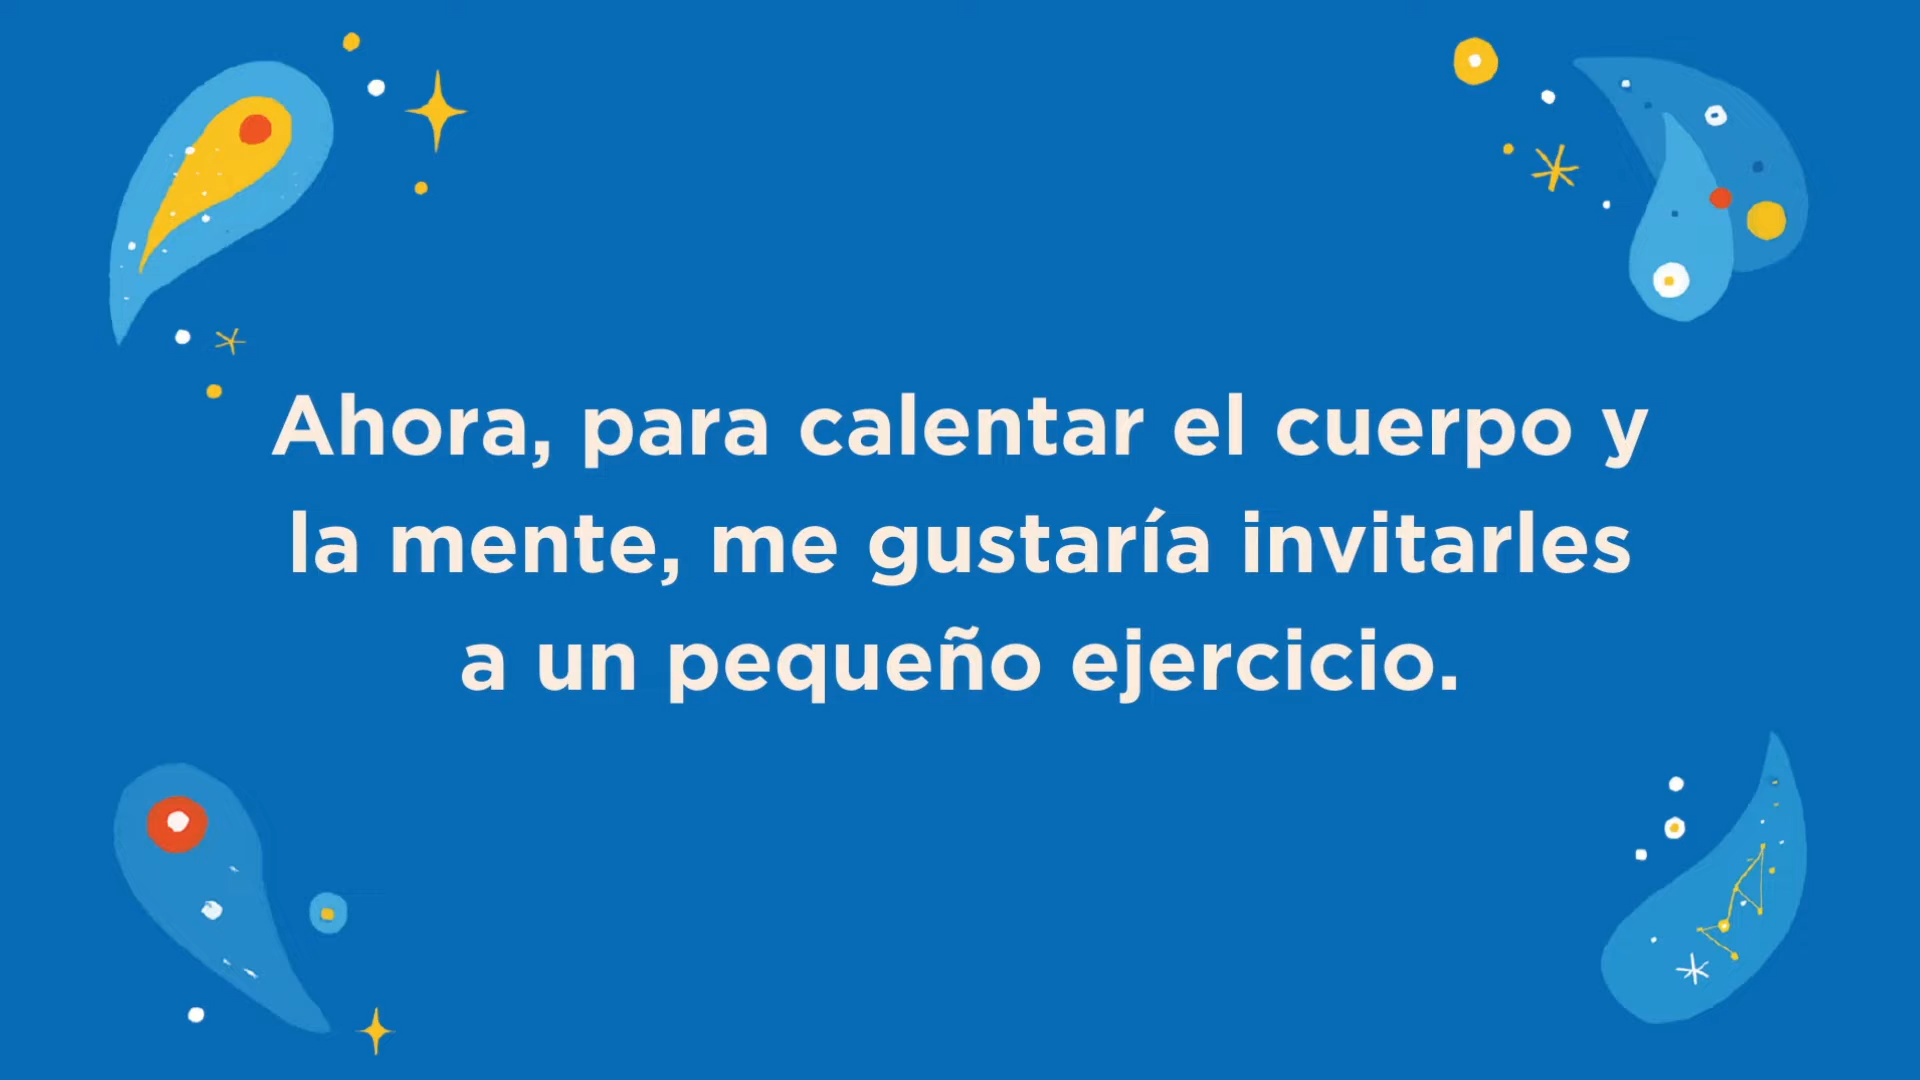 Ahora, para calentar el cuerpo y
la mente, me gustaría invitarles
a un pequeño ejercicio.